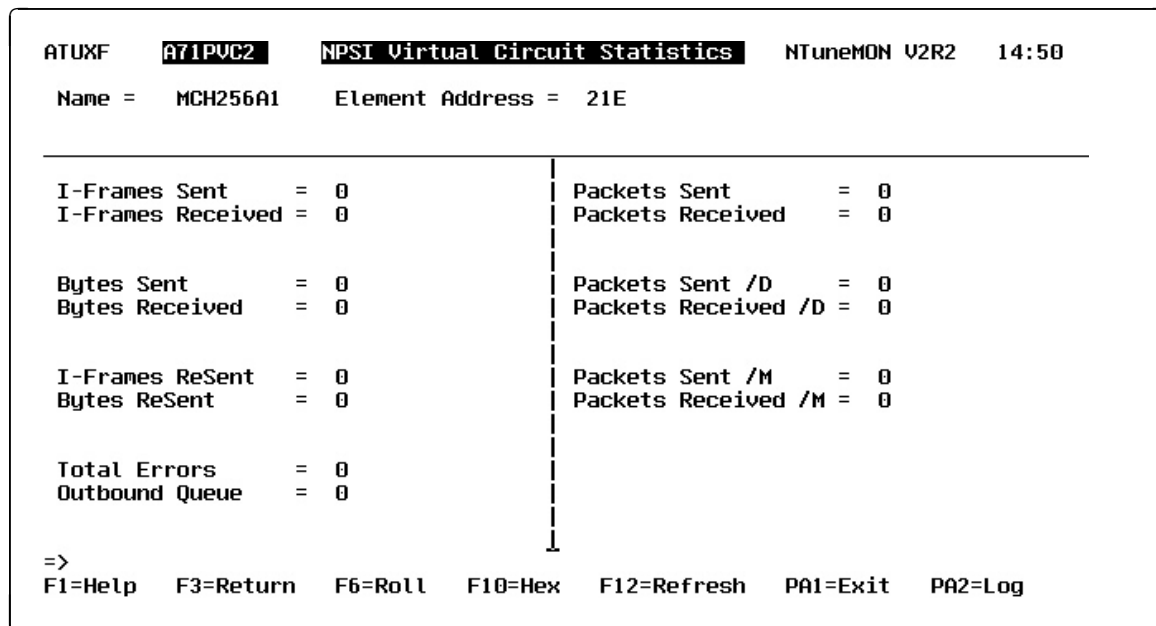 ATUXF A71PVC2 NPSI Virtual Circuit Statistics NTuneMON V2R2 14:50
Name = MCH256A1 Element Address = 21E
I-Frames Sent = 0 Packets Sent = 0
I-Frames Received = 0 Packets Received = 0
Bytes Sent = 0 Packets Sent /D = 0
Bytes Received = 0 Packets Received /D = 0
I-Frames ReSent = 0 Packets Sent /M = 0
Bytes ReSent = 0 Packets Received /M = 0
Total Errors = 0
Outbound Queue = 0
=>
F1=Help F3=Return F6=Roll F10=Hex F12=Refresh PA1=Exit PA2=Log